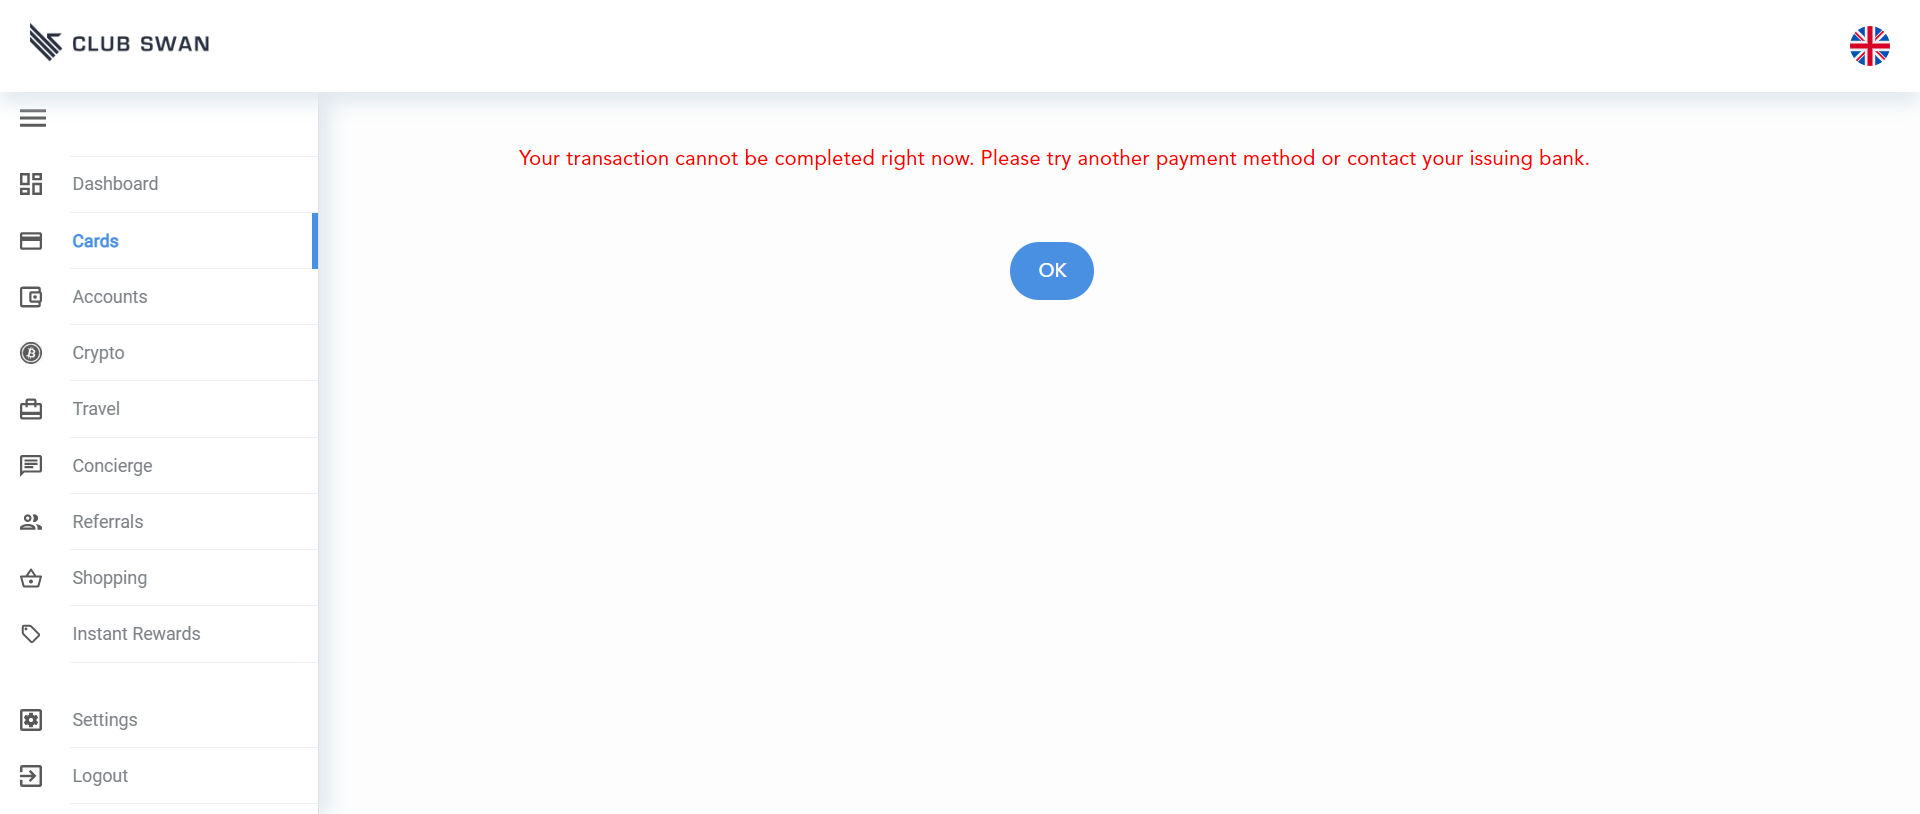 CLUB SWAN
Your transaction cannot be completed right now. Please try another payment method or contact your issuing bank.
OK
Dashboard
Cards
Accounts
Crypto
Travel
Concierge
Referrals
Shopping
Instant Rewards
Settings
Logout